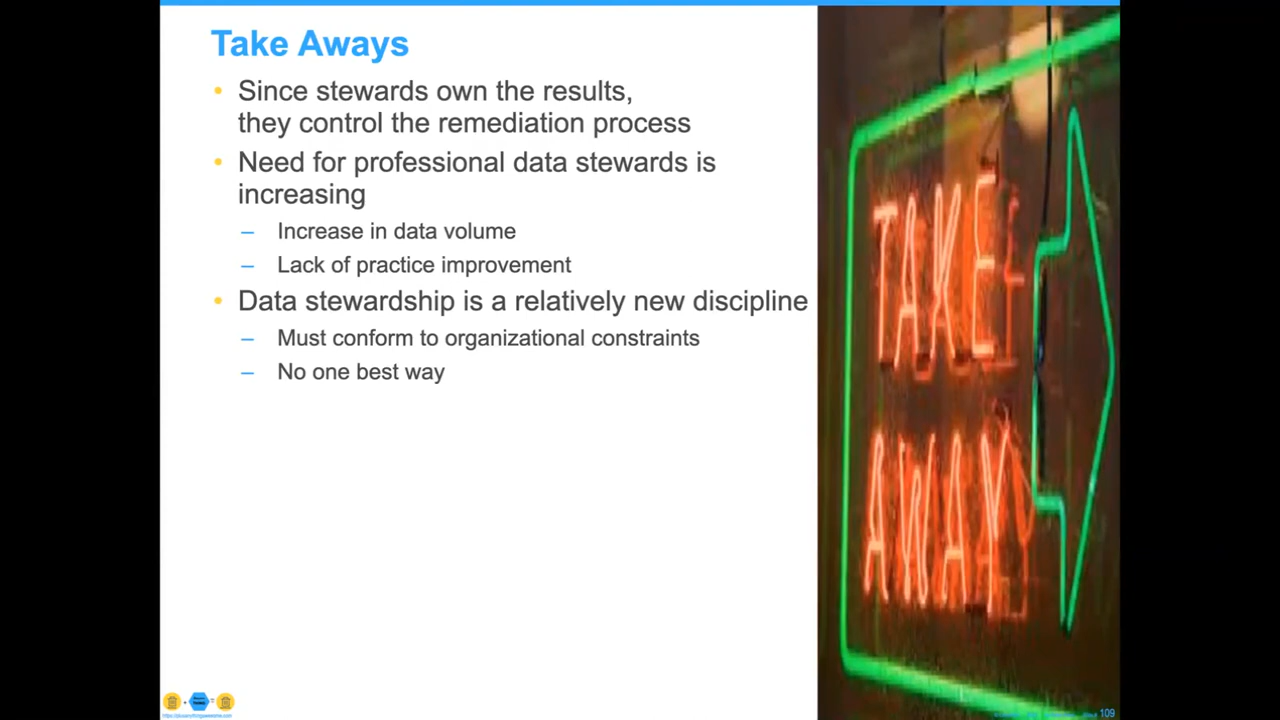 Take Aways
• Since stewards own the results,
they control the remediation process
• Need for professional data stewards is
increasing
– Increase in data volume
– Lack of practice improvement
• Data stewardship is a relatively new discipline
– Must conform to organizational constraints
– No one best way
TAKE
AWAY
109